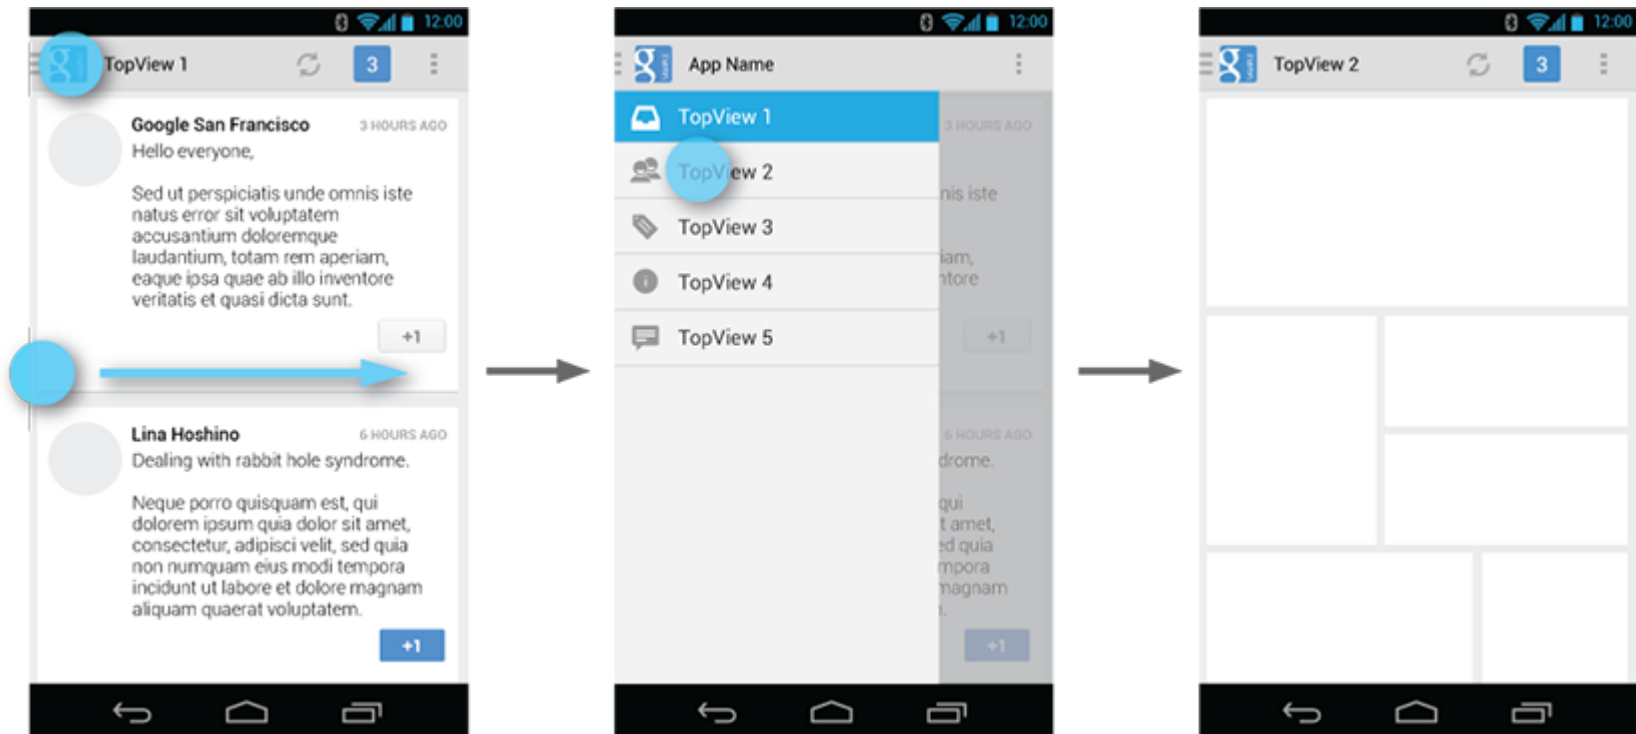 12:00
TopView 1
3
Google San Francisco
3 HOURS AGO
Hello everyone,
Sed ut perspiciatis unde omnis iste
natus error sit voluptatem
accusantium doloremque
laudantium, totam rem aperiam,
eaque ipsa quae ab illo inventore
veritatis et quasi dicta sunt.
+1
Lina Hoshino
6 HOURS AGO
Dealing with rabbit hole syndrome.
Neque porro quisquam est, qui
dolorem ipsum quia dolor sit amet,
consectetur, adipisci velit, sed quia
non numquam eius modi tempora
incidunt ut labore et dolore magnam
aliquam quaerat voluptatem.
+1
12:00
g
App Name
TopView 1
TopView 2
TopView 3
TopView 4
TopView 5
3 HOURS AGO
nis iste
iam,
ntore
+1
6 HOURS AGO
drome.
qui
t amet,
ed quia
mpora
magnam
+1
12:00
g
TopView 2
3